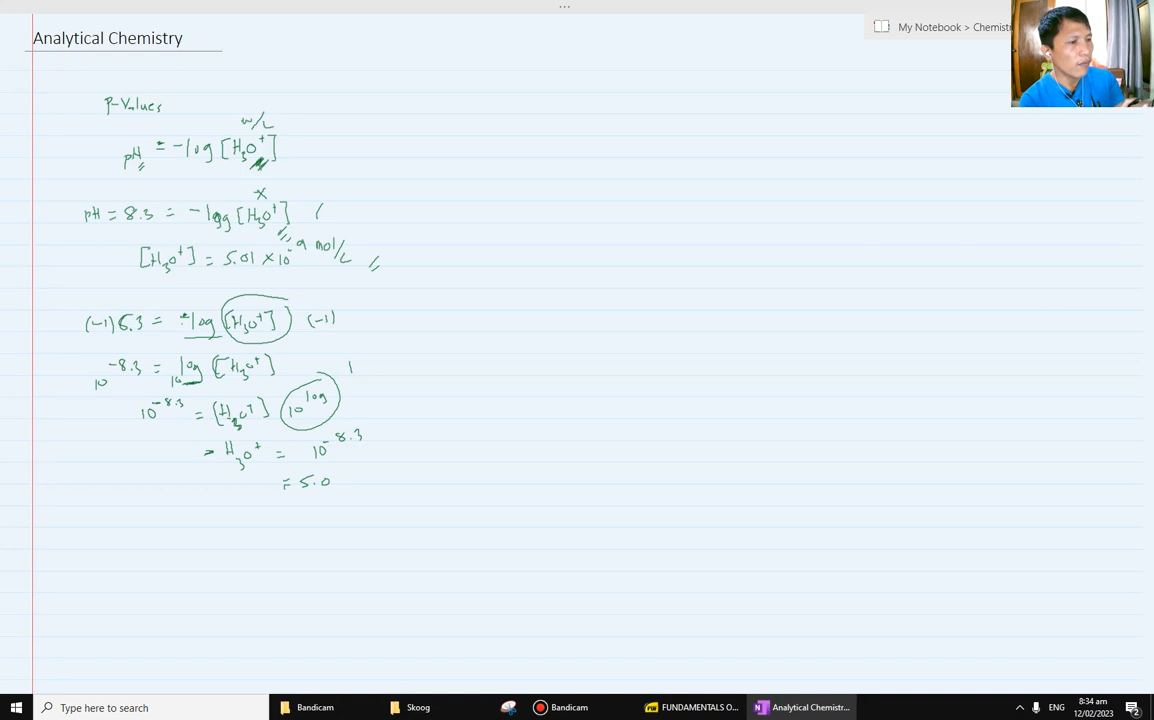 ...
My Notebook > Chemistr
Analytical Chemistry
P-Values
m/L
pH = -log [H₃O⁺]
x
pH = 8.3 = -log [H₃O⁺] (
[H₃O⁺] = 5.01 × 10⁻⁹ mol/L
(-1) 8.3 = -log [H₃O⁺] (-1)
10^-8.3 = 10^log [H₃O⁺]
10^-8.3 = [H₃O⁺] 10^log
H₃O⁺ = 10^-8.3
= 5.0
Type here to search
Bandicam
Skoog
Bandicam
FUNDAMENTALS O...
Analytical Chemistr...
ENG
8:34 am
12/02/2023
2